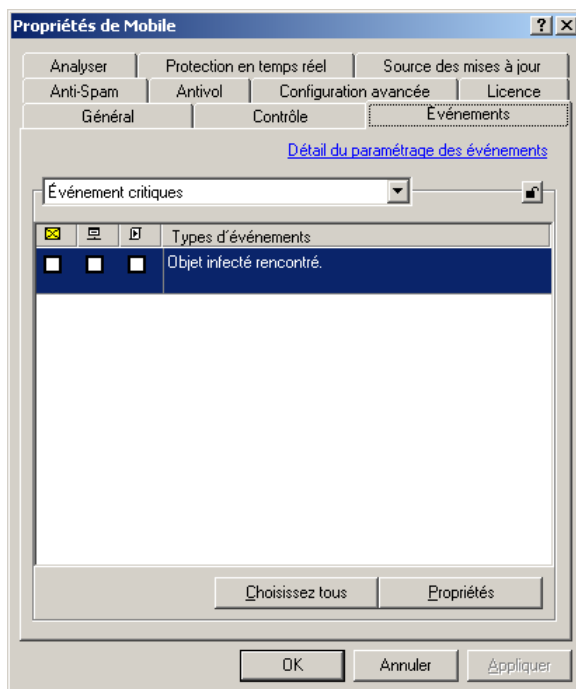 Propriétés de Mobile
Analyser Protection en temps réel Source des mises à jour
Anti-Spam Antivol Configuration avancée Licence
Général Contrôle Événements
Détail du paramétrage des événements
Événement critiques
Types d'événements
Objet infecté rencontré.
Choisissez tous Propriétés
OK Annuler Appliquer